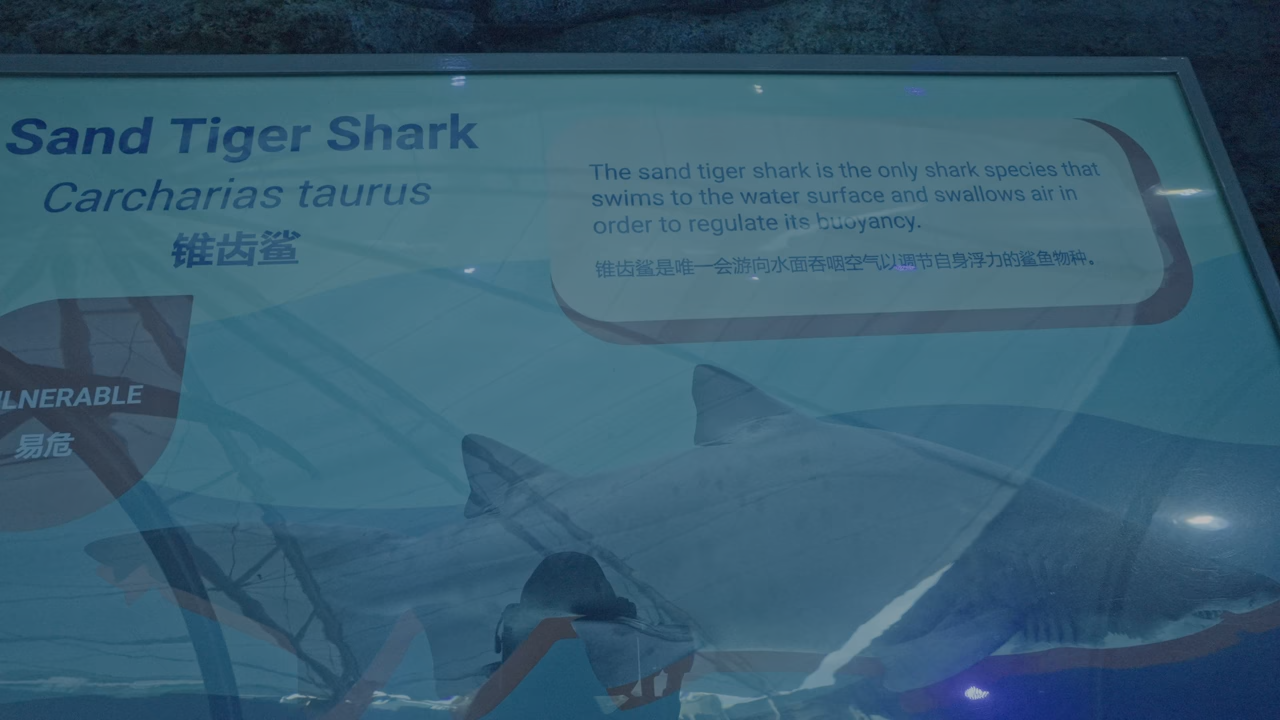 Sand Tiger Shark
Carcharias taurus
锥齿鲨
The sand tiger shark is the only shark species that
swims to the water surface and swallows air in
order to regulate its buoyancy.
锥齿鲨是唯一会游向水面吞咽空气以调节自身浮力的鲨鱼物种。
LNERABLE
易危